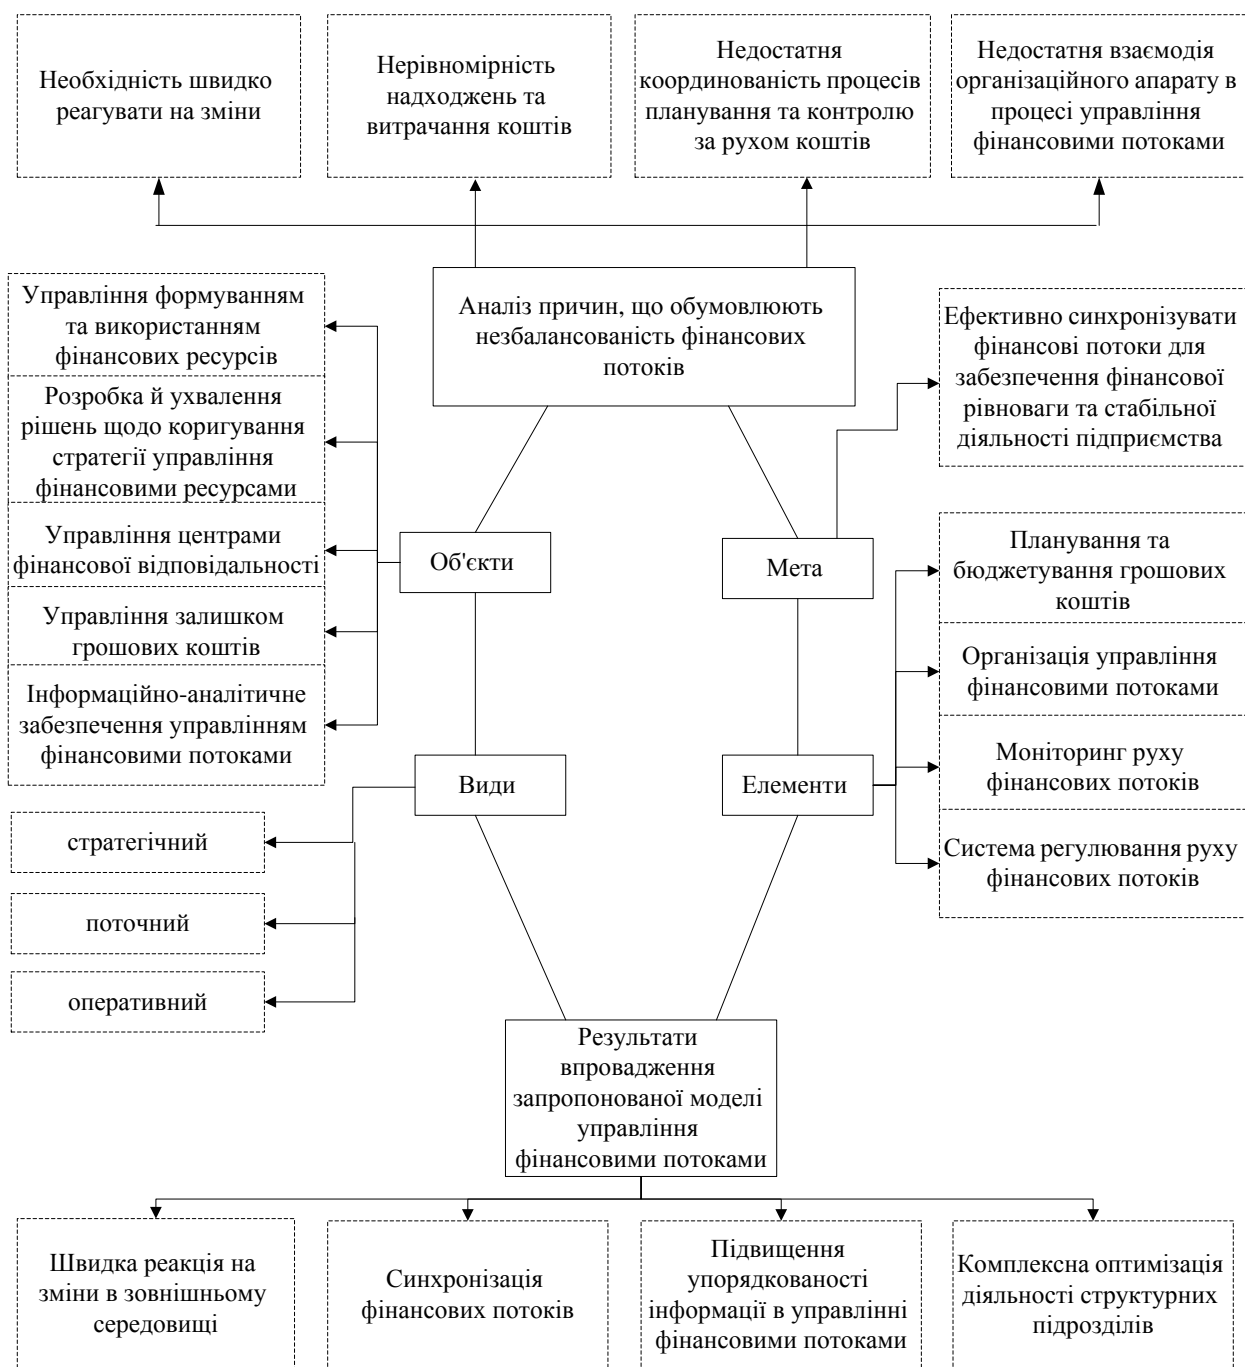 Необхідність швидко
реагувати на зміни
Нерівномірність
надходжень та
витрачання коштів
Недостатня
координованість процесів
планування та контролю
за рухом коштів
Недостатня взаємодія
організаційного апарату в
процесі управління
фінансовими потоками
Аналіз причин, що обумовлюють
незбалансованість фінансових
потоків
Управління формуванням
та використанням
фінансових ресурсів
Розробка й ухвалення
рішень щодо коригування
стратегії управління
фінансовими ресурсами
Управління центрами
фінансової відповідальності
Управління залишком
грошових коштів
Інформаційно-аналітичне
забезпечення управлінням
фінансовими потоками
Об'єкти
Мета
Ефективно синхронізувати
фінансові потоки для
забезпечення фінансової
рівноваги та стабільної
діяльності підприємства
Планування та
бюджетування грошових
коштів
Організація управління
фінансовими потоками
Моніторинг руху
фінансових потоків
Система регулювання руху
фінансових потоків
Види
Елементи
стратегічний
поточний
оперативний
Результати
впровадження
запропонованої моделі
управління
фінансовими потоками
Швидка реакція на
зміни в зовнішньому
середовищі
Синхронізація
фінансових потоків
Підвищення
упорядкованості
інформації в управлінні
фінансовими потоками
Комплексна оптимізація
діяльності структурних
підрозділів